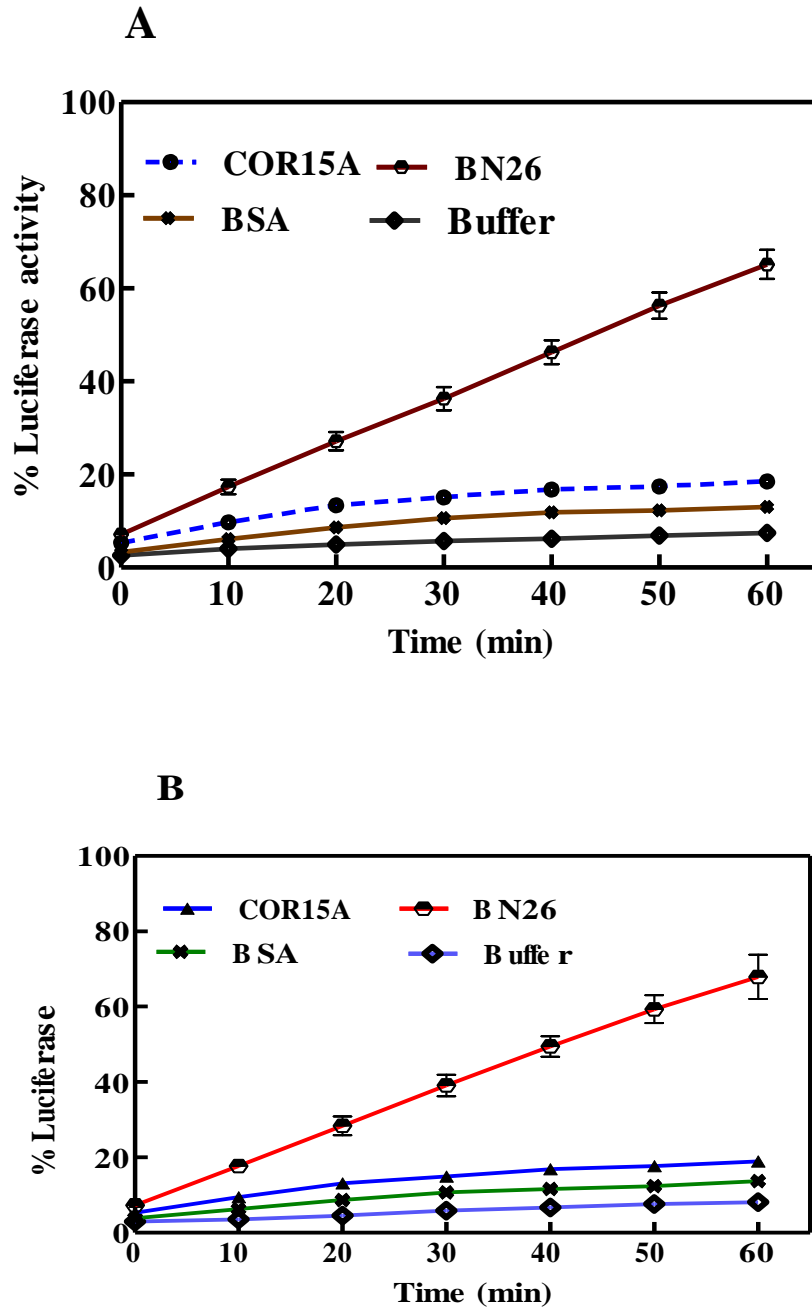 A
100
80
60
40
20
0
% Luciferase activity
COR15A
BN26
BSA
Buffer
0 10 20 30 40 50 60
Time (min)
B
100
80
60
40
20
0
% Luciferase
COR15A
B N26
B SA
B uffe r
0 10 20 30 40 50 60
Time (min)